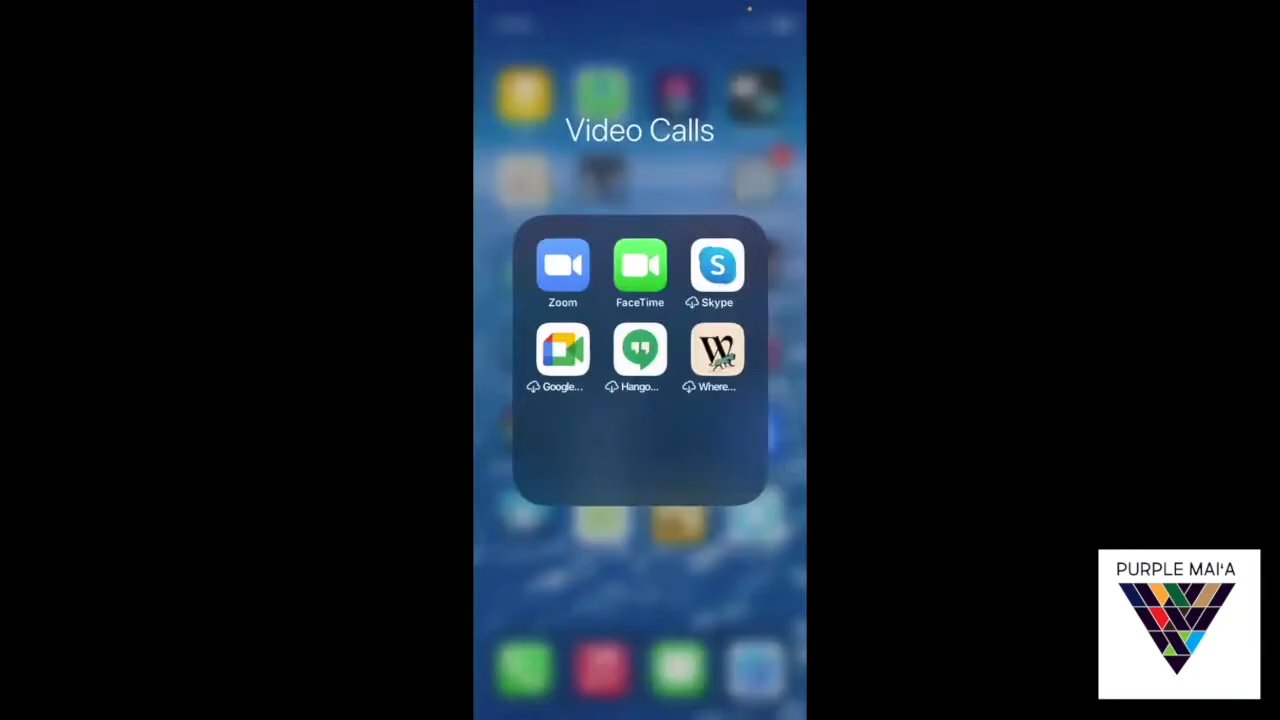 Video Calls
Zoom
FaceTime
S
Skype
W
Google...
Hango...
Where...
PURPLE MAIʻA